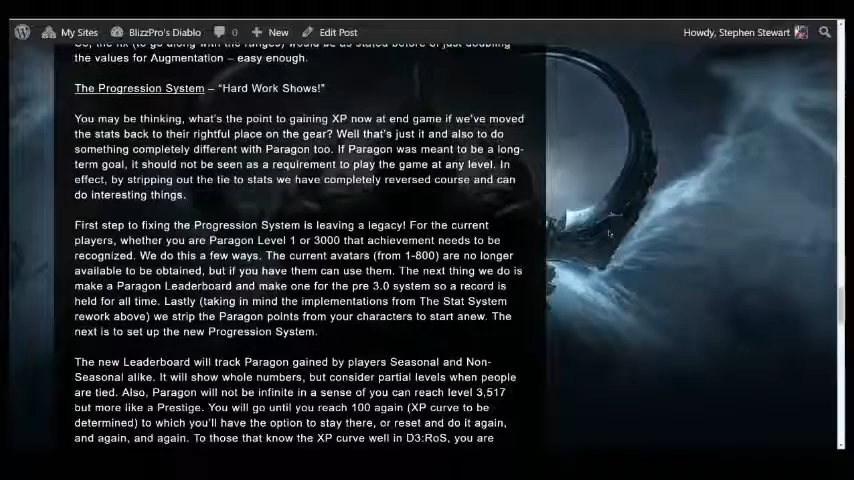 My Sites BlizzPro's Diablo 0 New Edit Post Howdy, Stephen Stewart
So, the fix (to go along with the ranges) would be as stated before of just doubling
the values for Augmentation – easy enough.
The Progression System – “Hard Work Shows!”
You may be thinking, what's the point to gaining XP now at end game if we've moved
the stats back to their rightful place on the gear? Well that's just it and also to do
something completely different with Paragon too. If Paragon was meant to be a long-
term goal, it should not be seen as a requirement to play the game at any level. In
effect, by stripping out the tie to stats we have completely reversed course and can
do interesting things.
First step to fixing the Progression System is leaving a legacy! For the current
players, whether you are Paragon Level 1 or 3000 that achievement needs to be
recognized. We do this a few ways. The current avatars (from 1-800) are no longer
available to be obtained, but if you have them can use them. The next thing we do is
make a Paragon Leaderboard and make one for the pre 3.0 system so a record is
held for all time. Lastly (taking in mind the implementations from The Stat System
rework above) we strip the Paragon points from your characters to start anew. The
next is to set up the new Progression System.
The new Leaderboard will track Paragon gained by players Seasonal and Non-
Seasonal alike. It will show whole numbers, but consider partial levels when people
are tied. Also, Paragon will not be infinite in a sense of you can reach level 3,517
but more like a Prestige. You will go until you reach 100 again (XP curve to be
determined) to which you'll have the option to stay there, or reset and do it again,
and again, and again. To those that know the XP curve well in D3:RoS, you are